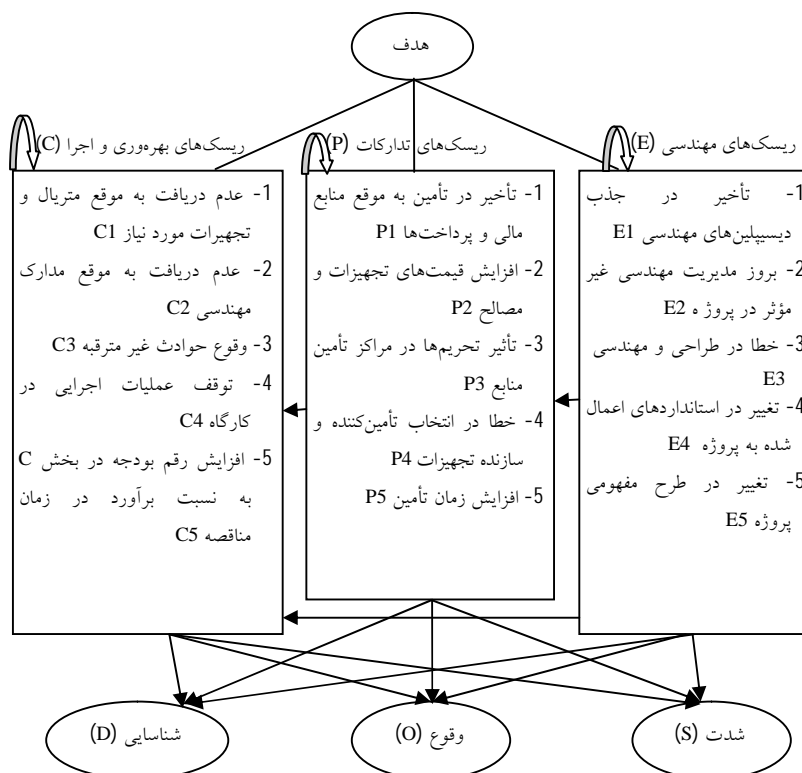 هدف
ریسک‌های مهندسی (E)
1- تأخیر در جذب
دیسیپلین‌های مهندسی E1
2- بروز مدیریت مهندسی غیر
مؤثر در پروژ ه E2
3- خطا در طراحی و مهندسی
E3
4- تغییر در استانداردهای اعمال
شده به پروژه E4
5- تغییر در طرح مفهومی
پروژه E5
ریسک‌های تدارکات (P)
1- تأخیر در تأمین به موقع منابع
مالی و پرداخت‌ها P1
2- افزایش قیمت‌های تجهیزات و
مصالح P2
3- تأثیر تحریم‌ها در مراکز تأمین
منابع P3
4- خطا در انتخاب تأمین‌کننده و
سازنده تجهیزات P4
5- افزایش زمان تأمین P5
ریسک‌های بهره‌وری و اجرا (C)
1- عدم دریافت به موقع متریال و
تجهیزات مورد نیاز C1
2- عدم دریافت به موقع مدارک
مهندسی C2
3- وقوع حوادث غیر مترقبه C3
4- توقف عملیات اجرایی در
کارگاه C4
5- افزایش رقم بودجه در بخش C
به نسبت برآورد در زمان
مناقصه C5
شدت (S)
وقوع (O)
شناسایی (D)